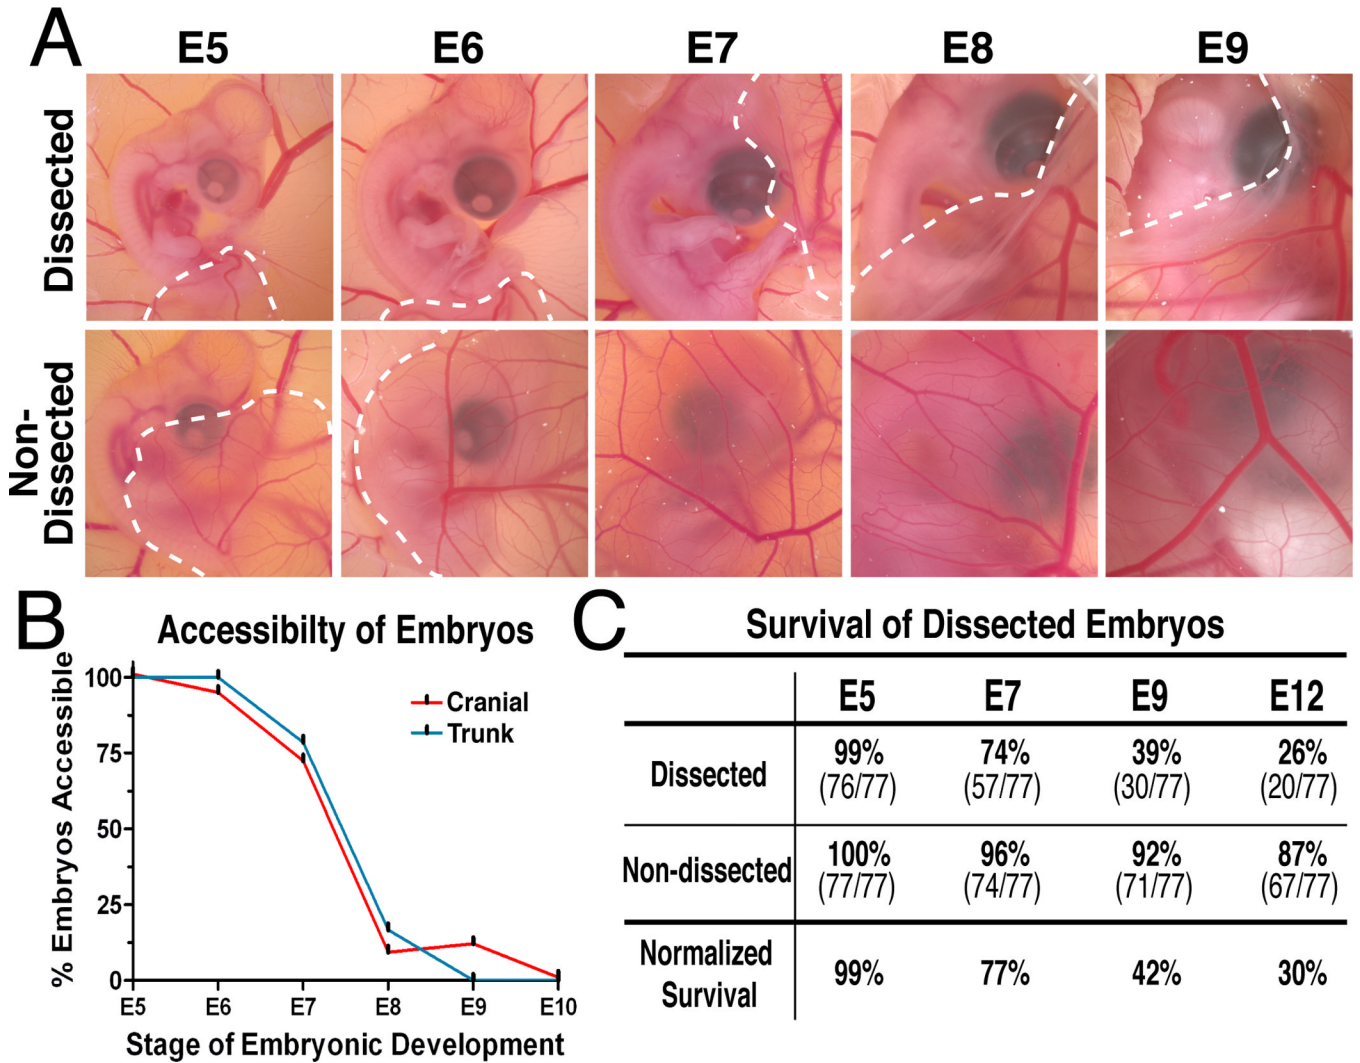 A
E5 E6 E7 E8 E9
Dissected
Non-
Dissected
B
Accessibilty of Embryos
% Embryos Accessible
100
75
50
25
0
Cranial
Trunk
E5 E6 E7 E8 E9 E10
Stage of Embryonic Development
C
Survival of Dissected Embryos
E5 E7 E9 E12
Dissected 99% 74% 39% 26%
(76/77) (57/77) (30/77) (20/77)
Non-dissected 100% 96% 92% 87%
(77/77) (74/77) (71/77) (67/77)
Normalized
Survival
99% 77% 42% 30%